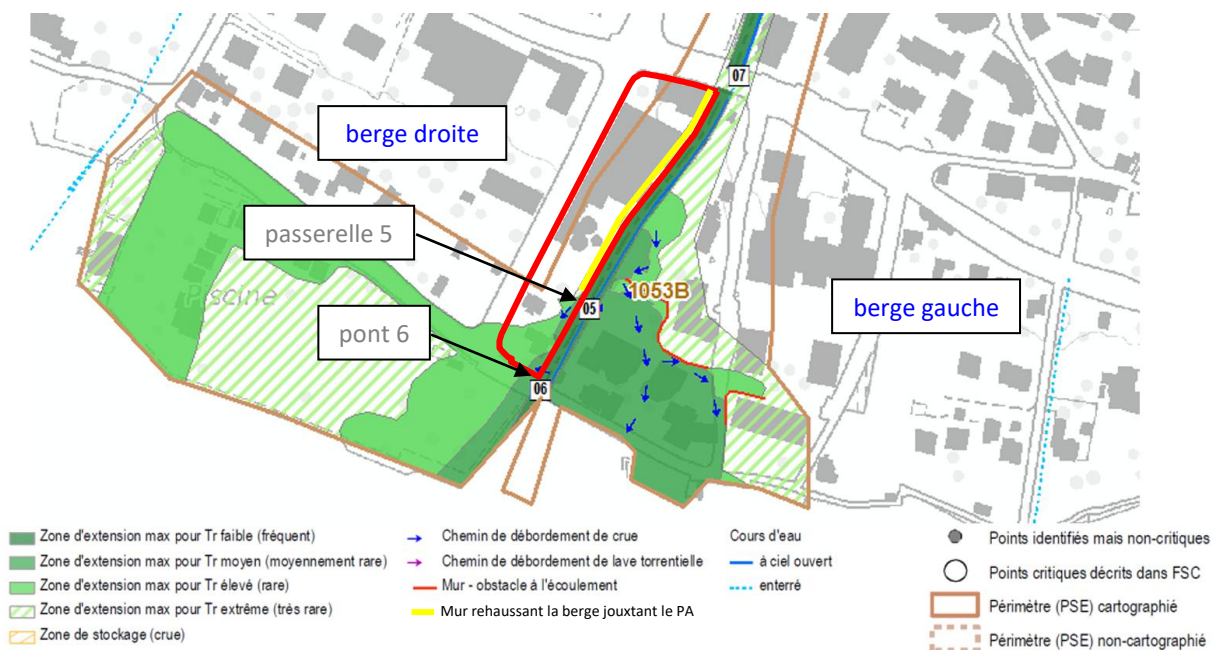 07
berge droite
passerelle 5
1053B
05
berge gauche
Piscine
pont 6
06
Zone d'extension max pour Tr faible (fréquent)
Zone d'extension max pour Tr moyen (moyennement rare)
Zone d'extension max pour Tr élevé (rare)
Zone d'extension max pour Tr extrême (très rare)
Zone de stockage (crue)
Chemin de débordement de crue
Chemin de débordement de lave torrentielle
Mur - obstacle à l'écoulement
Mur rehaussant la berge jouxtant le PA
Cours d'eau
à ciel ouvert
enterré
Points identifiés mais non-critiques
Points critiques décrits dans FSC
Périmètre (PSE) cartographié
Périmètre (PSE) non-cartographié